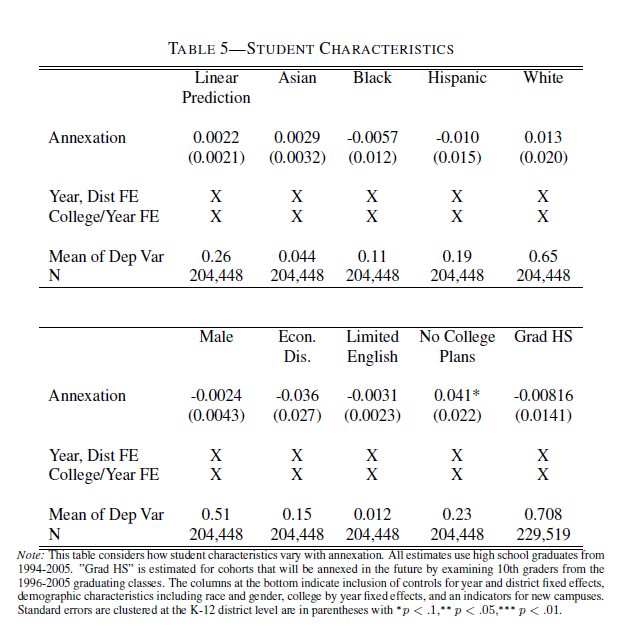 TABLE 5—STUDENT CHARACTERISTICS
Linear Prediction Asian Black Hispanic White
Annexation 0.0022 0.0029 -0.0057 -0.010 0.013
(0.0021) (0.0032) (0.012) (0.015) (0.020)
Year, Dist FE X X X X X
College/Year FE X X X X X
Mean of Dep Var 0.26 0.044 0.11 0.19 0.65
N 204,448 204,448 204,448 204,448 204,448
Male Econ. Dis. Limited English No College Plans Grad HS
Annexation -0.0024 -0.036 -0.0031 0.041* -0.00816
(0.0043) (0.027) (0.0023) (0.022) (0.0141)
Year, Dist FE X X X X X
College/Year FE X X X X X
Mean of Dep Var 0.51 0.15 0.012 0.23 0.708
N 204,448 204,448 204,448 204,448 229,519
Note: This table considers how student characteristics vary with annexation. All estimates use high school graduates from
1994-2005. "Grad HS" is estimated for cohorts that will be annexed in the future by examining 10th graders from the
1996-2005 graduating classes. The columns at the bottom indicate inclusion of controls for year and district fixed effects,
demographic characteristics including race and gender, college by year fixed effects, and an indicators for new campuses.
Standard errors are clustered at the K-12 district level are in parentheses with *p < .1,** p < .05,*** p < .01.